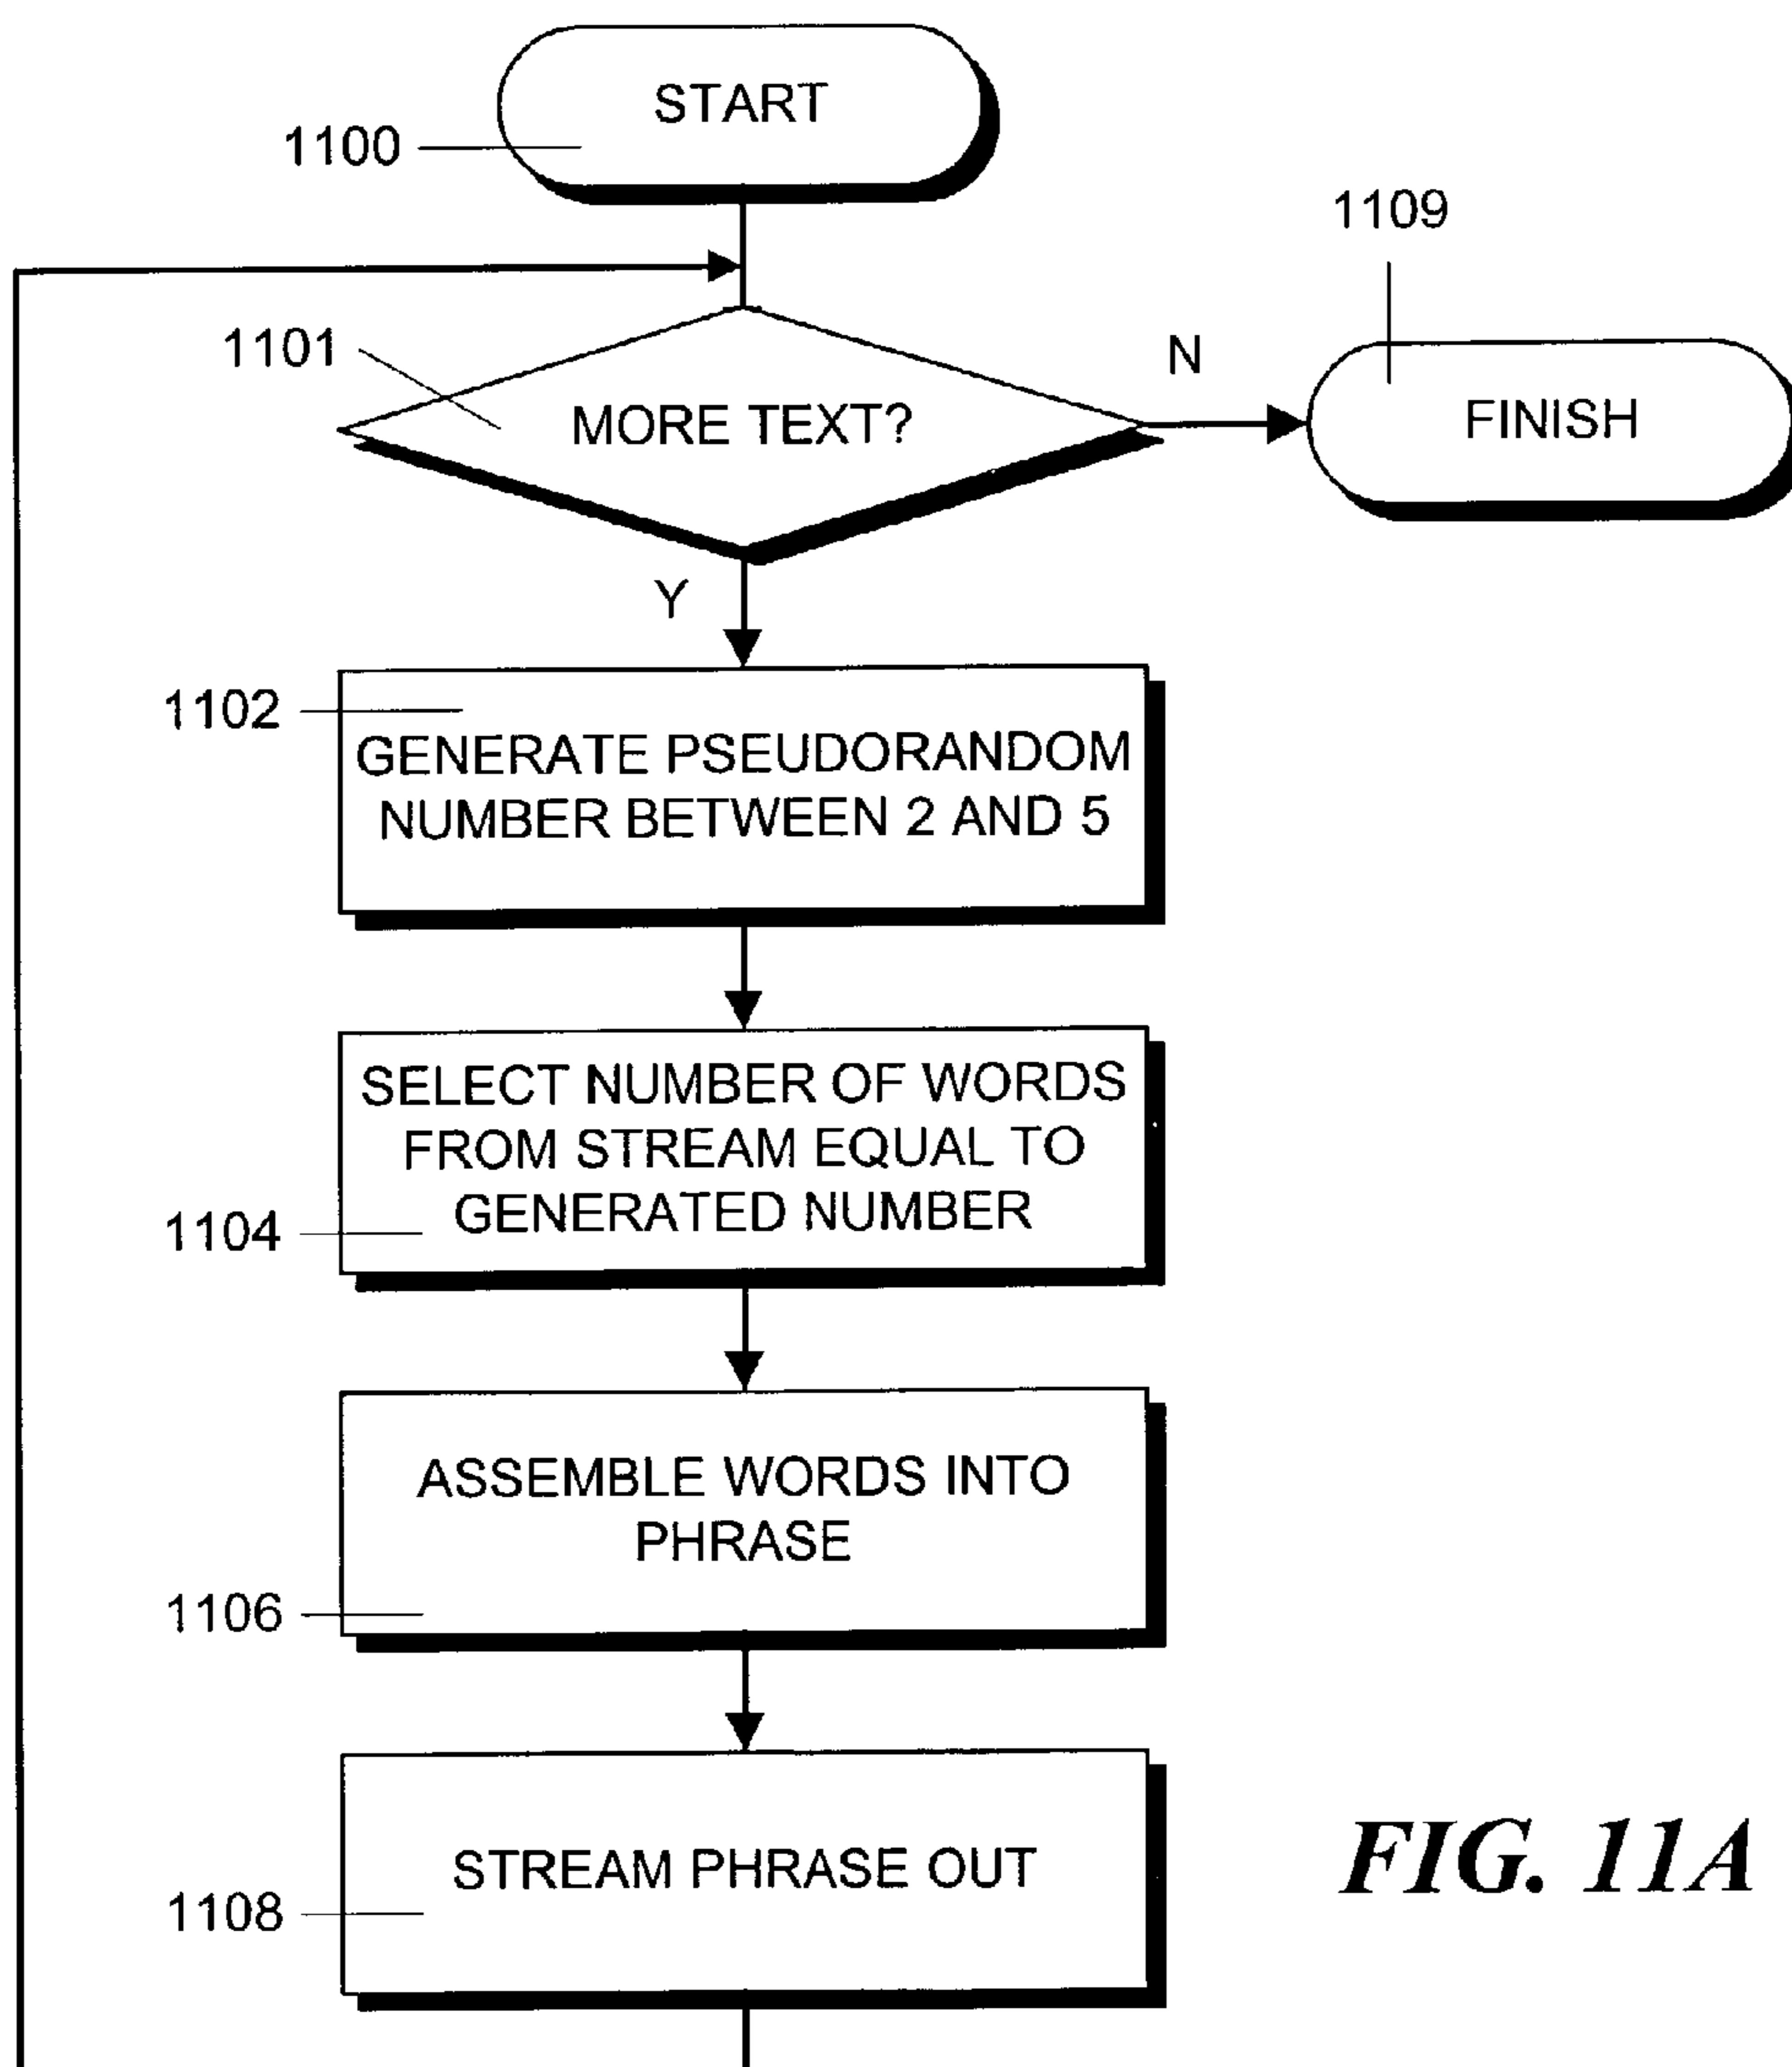 START
1100
1109
1101
MORE TEXT?
N
FINISH
Y
1102
GENERATE PSEUDORANDOM
NUMBER BETWEEN 2 AND 5
SELECT NUMBER OF WORDS
FROM STREAM EQUAL TO
GENERATED NUMBER
1104
ASSEMBLE WORDS INTO
PHRASE
1106
STREAM PHRASE OUT
1108
FIG. 11A